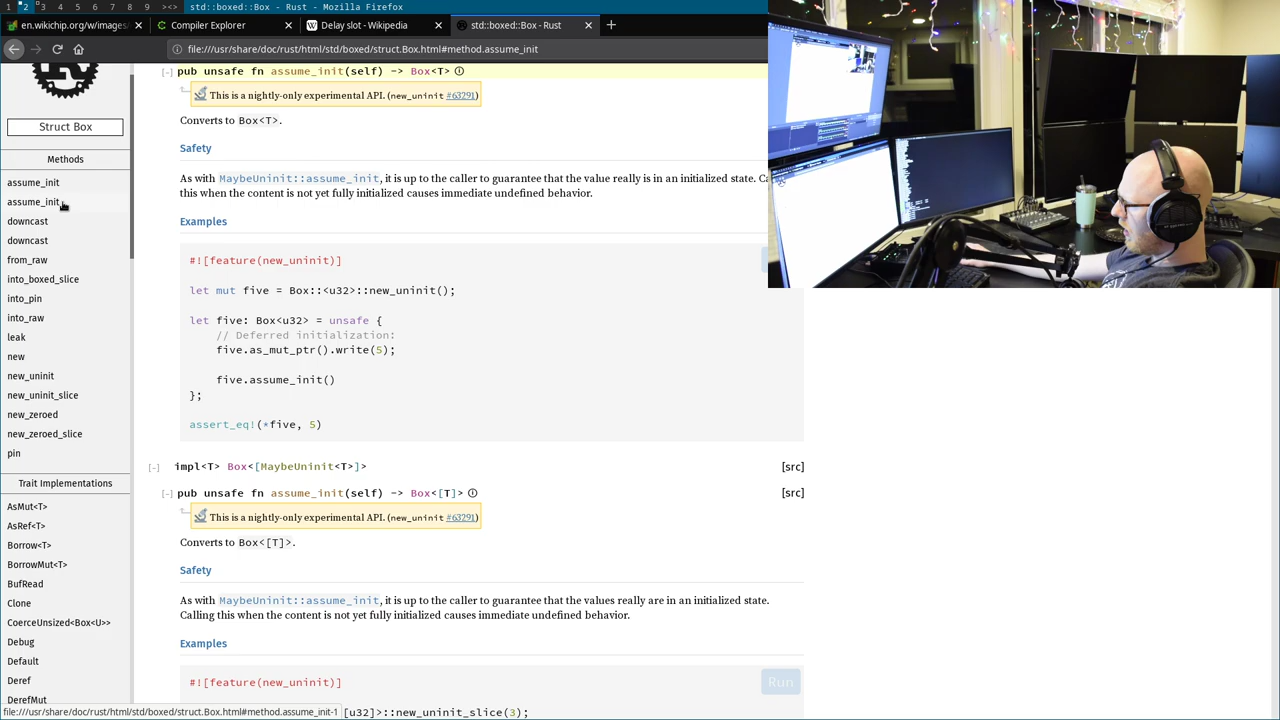 1 2 3 4 5 6 7 8 9 ><> std::boxed::Box - Rust - Mozilla Firefox
en.wikichip.org/w/images × Compiler Explorer × Delay slot - Wikipedia × std::boxed::Box - Rust ×
file:///usr/share/doc/rust/html/std/boxed/struct.Box.html#method.assume_init
Struct Box
Methods
assume_init
assume_init
downcast
downcast
from_raw
into_boxed_slice
into_pin
into_raw
leak
new
new_uninit
new_uninit_slice
new_zeroed
new_zeroed_slice
pin
Trait Implementations
AsMut<T>
AsRef<T>
Borrow<T>
BorrowMut<T>
BufRead
Clone
CoerceUnsized<Box<U>>
Debug
Default
Deref
DerefMut
file:///usr/share/doc/rust/html/std/boxed/struct.Box.html#method.assume_init-1
[-] pub unsafe fn assume_init(self) -> Box<T> ⓘ
This is a nightly-only experimental API. (new_uninit #63291)
Converts to Box<T>.
Safety
As with MaybeUninit::assume_init, it is up to the caller to guarantee that the value really is in an initialized state.
this when the content is not yet fully initialized causes immediate undefined behavior.
Examples
#![feature(new_uninit)]
let mut five = Box::<u32>::new_uninit();
let five: Box<u32> = unsafe {
// Deferred initialization:
five.as_mut_ptr().write(5);
five.assume_init()
};
assert_eq!(*five, 5)
[-] impl<T> Box<[MaybeUninit<T>]> [src]
[-] pub unsafe fn assume_init(self) -> Box<[T]> ⓘ [src]
This is a nightly-only experimental API. (new_uninit #63291)
Converts to Box<[T]>.
Safety
As with MaybeUninit::assume_init, it is up to the caller to guarantee that the values really are in an initialized state.
Calling this when the content is not yet fully initialized causes immediate undefined behavior.
Examples
#![feature(new_uninit)]
Run
[u32]>::new_uninit_slice(3);